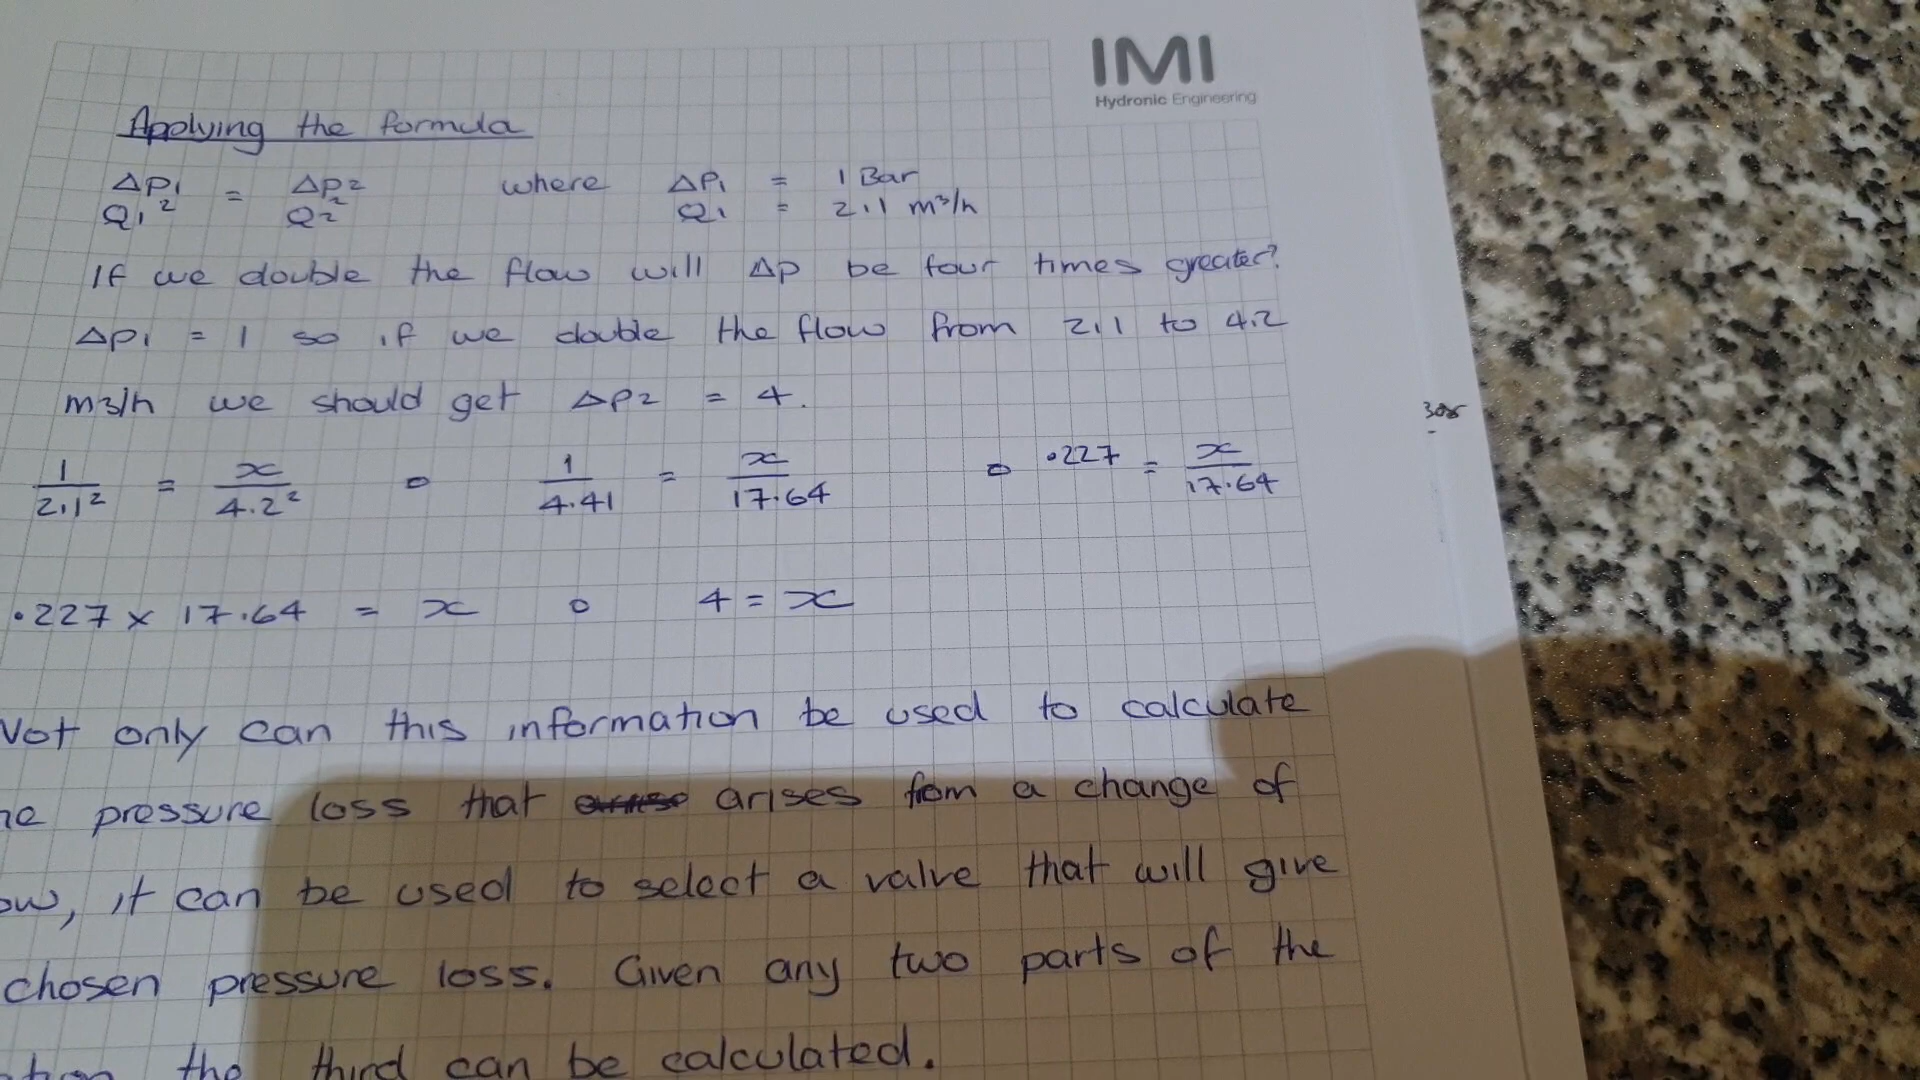 IMI
Hydronic Engineering
Applying the formula
ΔP1 = ΔP2 where ΔP1 = 1 Bar
Q1² Q2² Q1 = 2.1 m³/h
If we double the flow will Δp be four times greater?
Δp1 = 1 so if we double the flow from 2.1 to 4.2
m3/h we should get Δp2 = 4.
1/2.1² = x/4.2² o 1/4.41 = x/17.64 o .227 = x/17.64
.227 x 17.64 = x o 4 = x
Not only can this information be used to calculate
pressure loss that arises from a change of
it can be used to select a valve that will give
chosen pressure loss. Given any two parts of the
the third can be calculated.